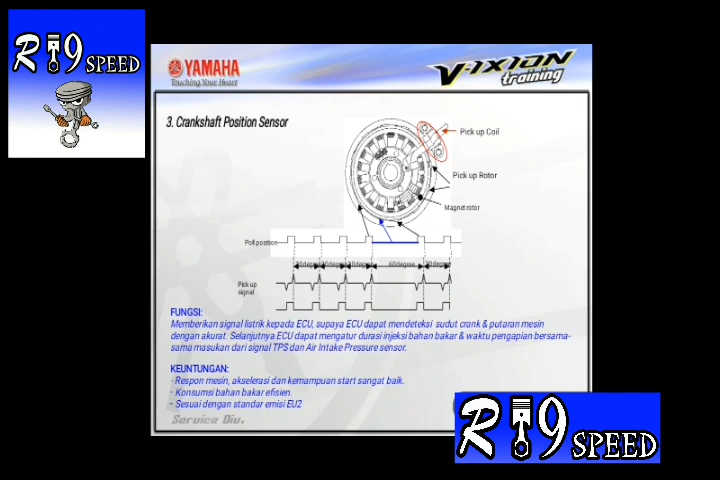 R19 SPEED
YAMAHA
Touching Your Heart
V-IXION
training
3. Crankshaft Position Sensor
Pick up Coil
Pick up Rotor
Magnet rotor
Poll position
60degree
Pick up
signal
FUNGSI:
Memberikan signal listrik kepada ECU, supaya ECU dapat mendeteksi sudut crank & putaran mesin
dengan akurat. Selanjutnya ECU dapat mengatur durasi injeksi bahan bakar & waktu pengapian bersama-
sama masukan dari signal TPS dan Air Intake Pressure sensor.
KEUNTUNGAN:
- Respon mesin, akselerasi dan kemampuan start sangat baik.
- Konsumsi bahan bakar efisien.
- Sesuai dengan standar emisi EU2
Service Div.
R19 SPEED